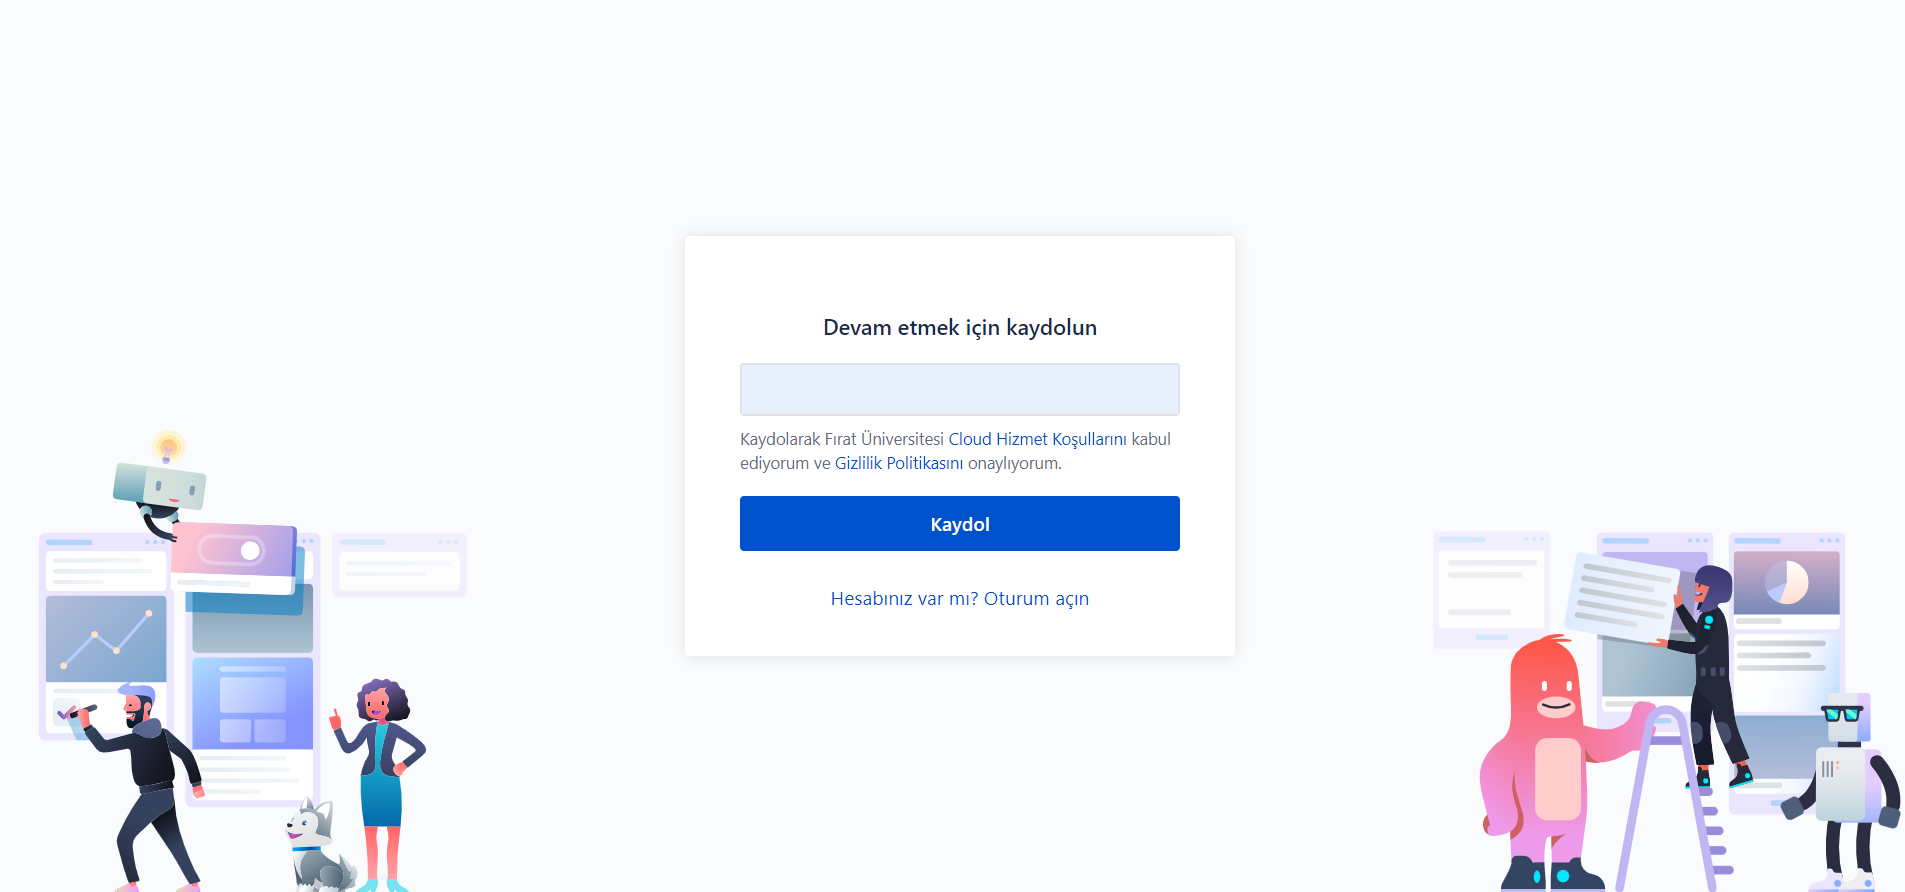 Devam etmek için kaydolun
Kaydolarak Fırat Üniversitesi Cloud Hizmet Koşullarını kabul
ediyorum ve Gizlilik Politikasını onaylıyorum.
Kaydol
Hesabınız var mı? Oturum açın